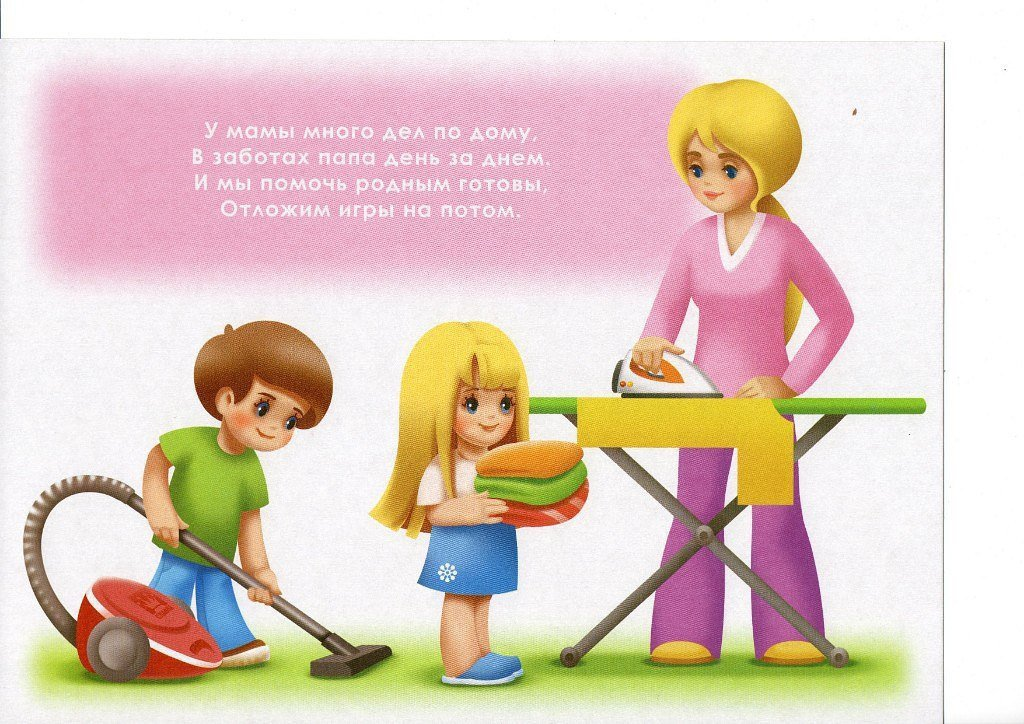 У мамы много дел по дому,
В заботах папа день за днем.
И мы помочь родным готовы,
Отложим игры на потом.